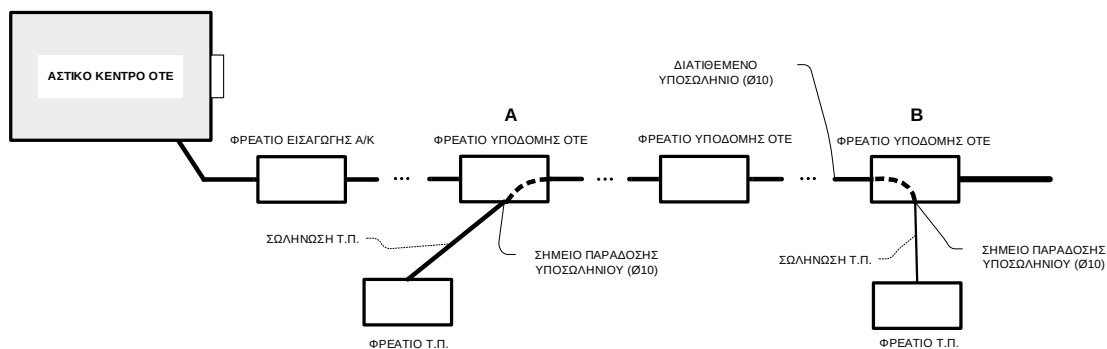 ΑΣΤΙΚΟ ΚΕΝΤΡΟ ΟΤΕ
ΔΙΑΤΙΘΕΜΕΝΟ
ΥΠΟΣΩΛΗΝΙΟ (Ø10)
Α
Β
ΦΡΕΑΤΙΟ ΕΙΣΑΓΩΓΗΣ Α/Κ
ΦΡΕΑΤΙΟ ΥΠΟΔΟΜΗΣ ΟΤΕ
ΦΡΕΑΤΙΟ ΥΠΟΔΟΜΗΣ ΟΤΕ
ΦΡΕΑΤΙΟ ΥΠΟΔΟΜΗΣ ΟΤΕ
...
...
...
ΣΩΛΗΝΩΣΗ Τ.Π.
ΣΗΜΕΙΟ ΠΑΡΑΔΟΣΗΣ
ΥΠΟΣΩΛΗΝΙΟΥ (Ø10)
ΣΩΛΗΝΩΣΗ Τ.Π.
ΣΗΜΕΙΟ ΠΑΡΑΔΟΣΗΣ
ΥΠΟΣΩΛΗΝΙΟΥ (Ø10)
ΦΡΕΑΤΙΟ Τ.Π.
ΦΡΕΑΤΙΟ Τ.Π.